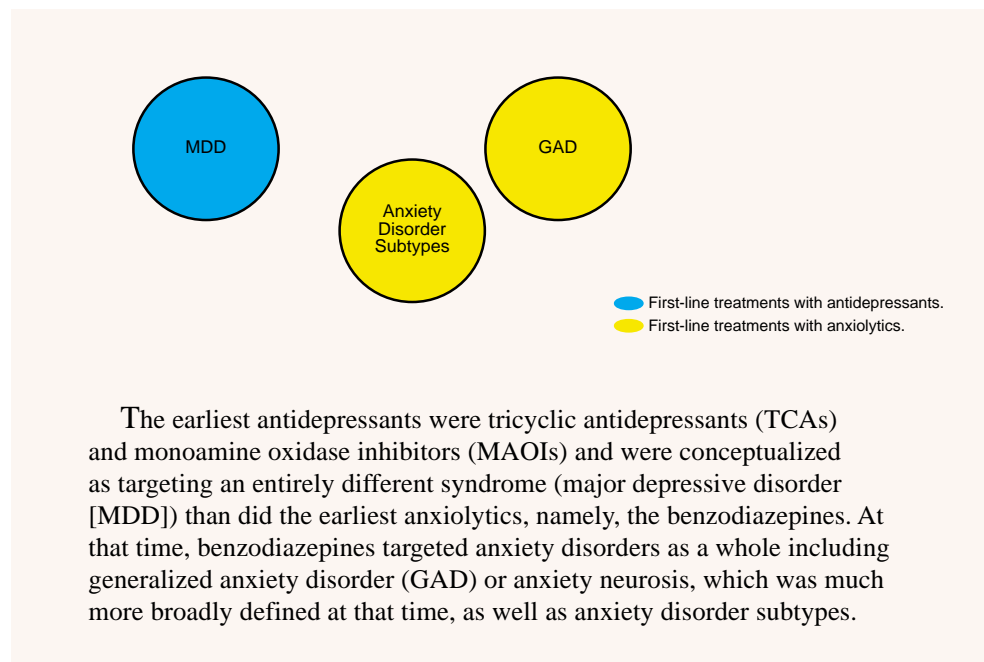 MDD
GAD
Anxiety
Disorder
Subtypes
First-line treatments with antidepressants.
First-line treatments with anxiolytics.
The earliest antidepressants were tricyclic antidepressants (TCAs)
and monoamine oxidase inhibitors (MAOIs) and were conceptualized
as targeting an entirely different syndrome (major depressive disorder
[MDD]) than did the earliest anxiolytics, namely, the benzodiazepines. At
that time, benzodiazepines targeted anxiety disorders as a whole including
generalized anxiety disorder (GAD) or anxiety neurosis, which was much
more broadly defined at that time, as well as anxiety disorder subtypes.